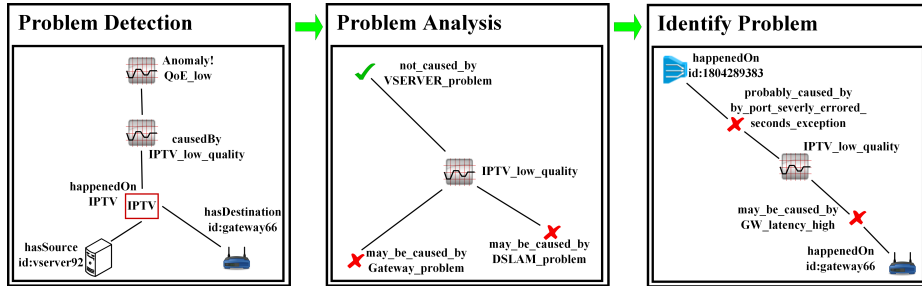 Problem Detection
Anomaly!
QoE_low
causedBy
IPTV_low_quality
happenedOn
IPTV
IPTV
hasDestination
id:gateway66
hasSource
id:vserver92
Problem Analysis
not_caused_by
VSERVER_problem
IPTV_low_quality
may_be_caused_by
Gateway_problem
may_be_caused_by
DSLAM_problem
Identify Problem
happenedOn
id:1804289383
probably_caused_by
by_port_severly_errored_
seconds_exception
IPTV_low_quality
may_be_caused_by
GW_latency_high
happenedOn
id:gateway66